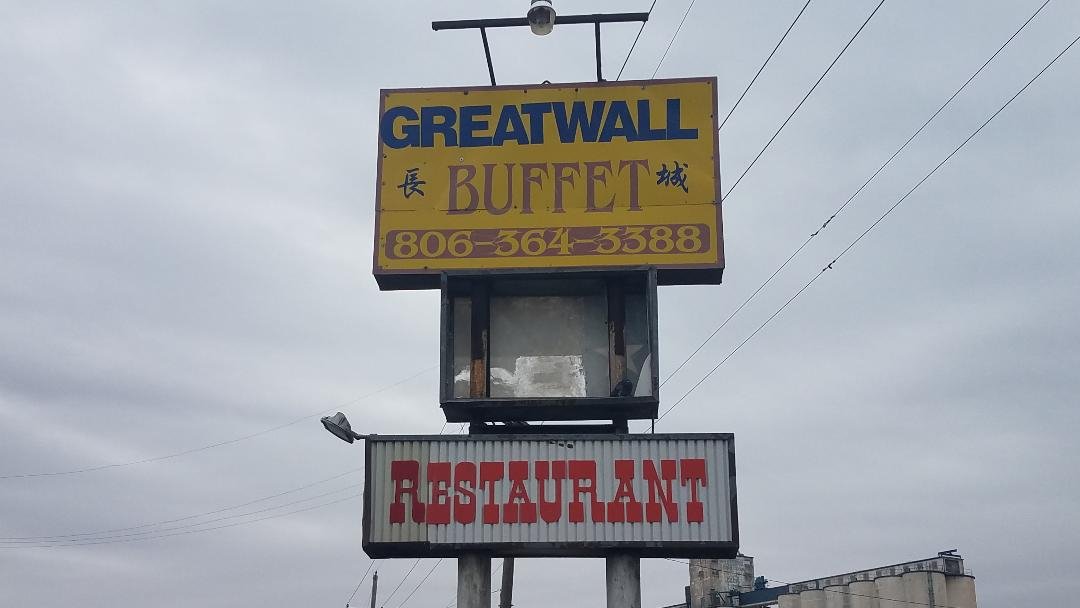 GREATWALL
長 BUFFET 城
806-364-3388
RESTAURANT